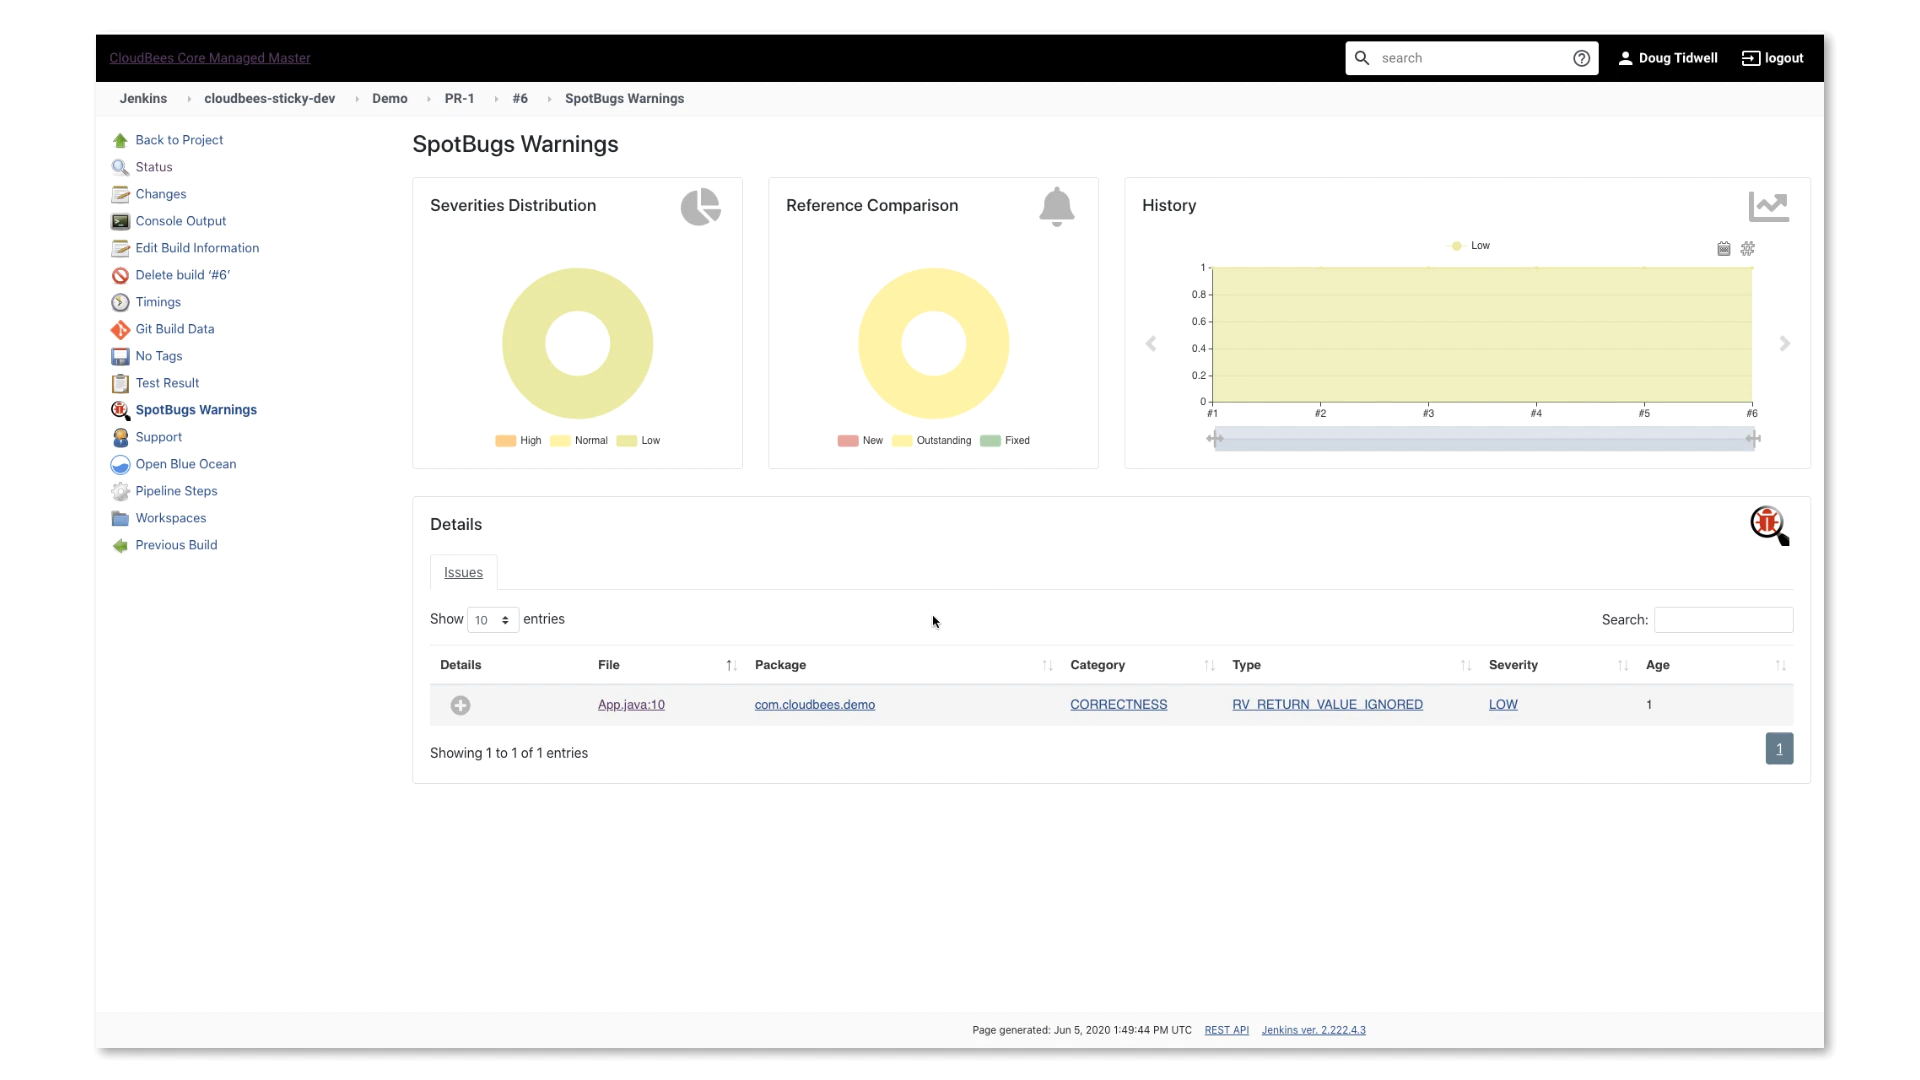 CloudBees Core Managed Master
search
Doug Tidwell
logout
Jenkins › cloudbees-sticky-dev › Demo › PR-1 › #6 › SpotBugs Warnings
Back to Project
Status
Changes
Console Output
Edit Build Information
Delete build ‘#6’
Timings
Git Build Data
No Tags
Test Result
SpotBugs Warnings
Support
Open Blue Ocean
Pipeline Steps
Workspaces
Previous Build
SpotBugs Warnings
Severities Distribution
High Normal Low
Reference Comparison
New Outstanding Fixed
History
Low
1
0.8
0.6
0.4
0.2
0
#1 #2 #3 #4 #5 #6
Details
Issues
Show 10 entries
Search:
Details File Package Category Type Severity Age
App.java:10 com.cloudbees.demo CORRECTNESS RV_RETURN_VALUE_IGNORED LOW 1
Showing 1 to 1 of 1 entries
1
Page generated: Jun 5, 2020 1:49:44 PM UTC REST API Jenkins ver. 2.222.4.3